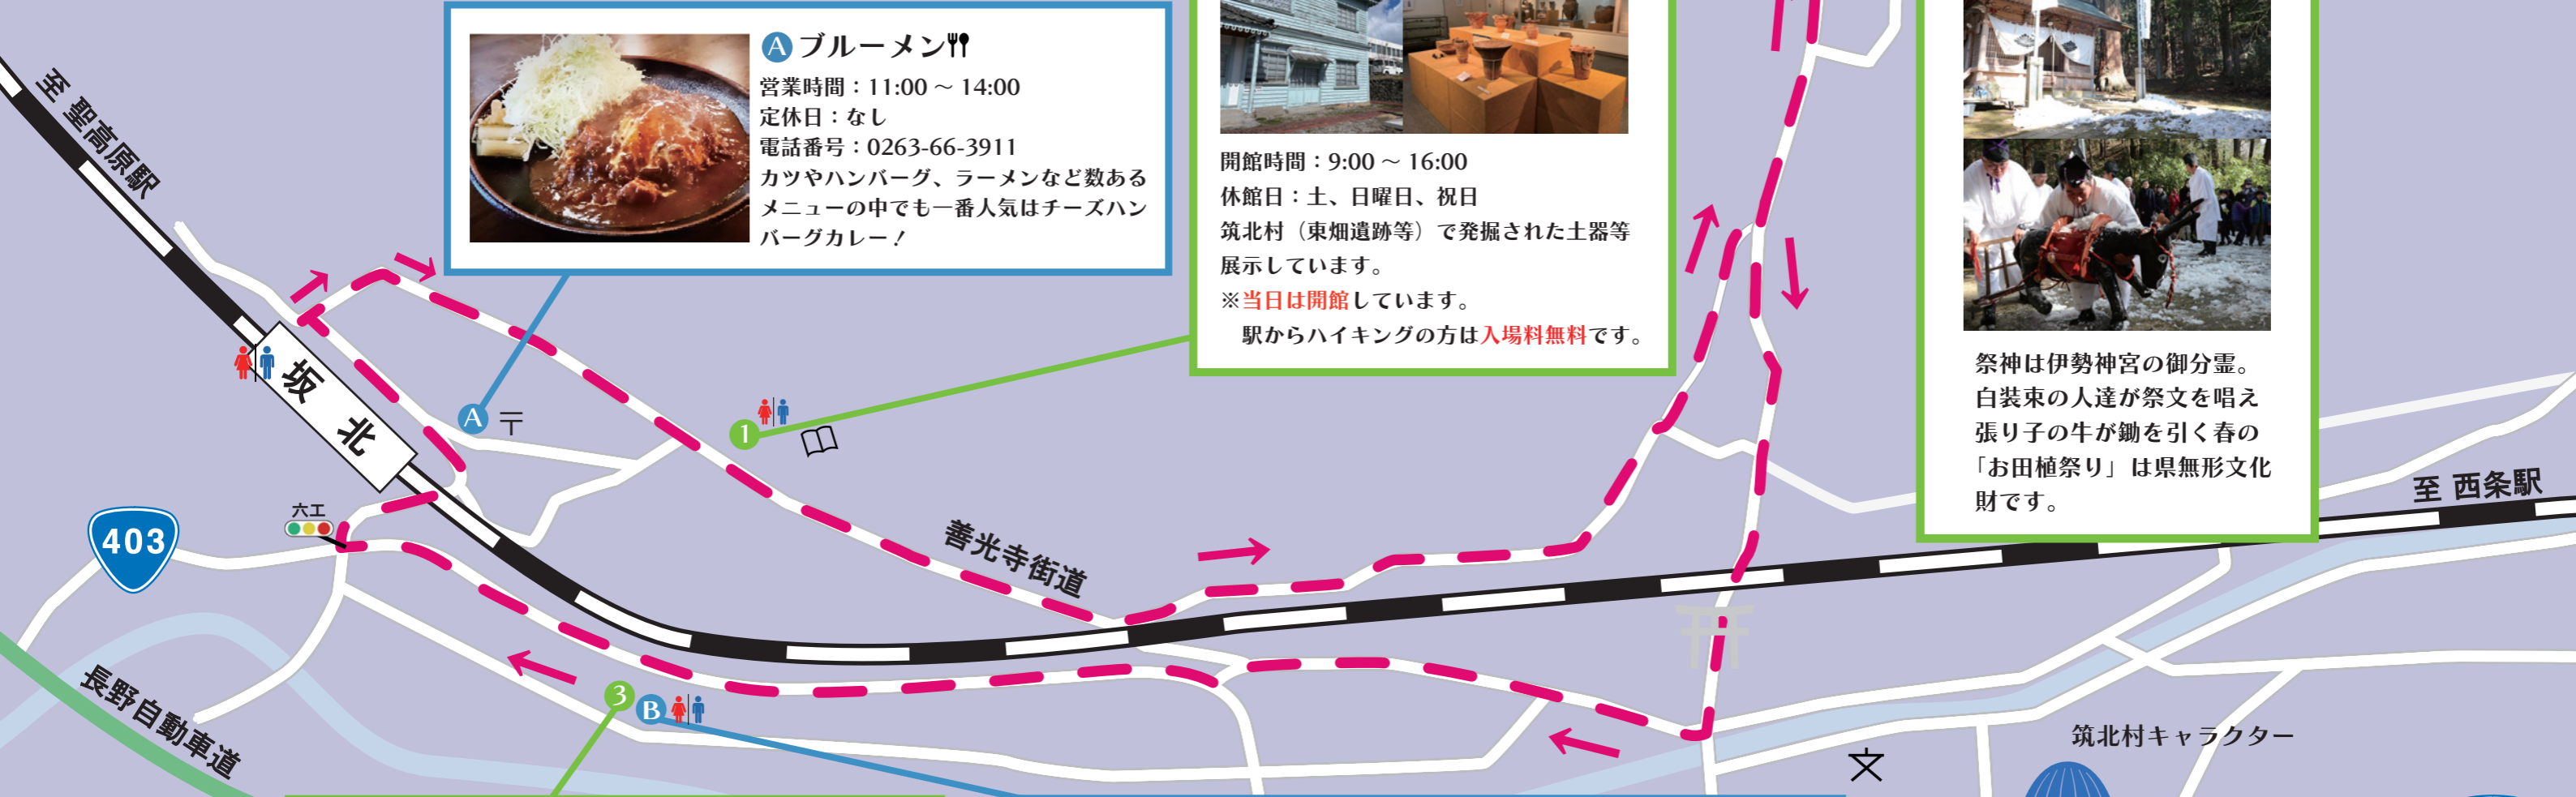 Aブルーメン
営業時間：11:00 ～ 14:00
定休日：なし
電話番号：0263-66-3911
カツやハンバーグ、ラーメンなど数ある
メニューの中でも一番人気はチーズハン
バーグカレー！
開館時間：9:00 ～ 16:00
休館日：土、日曜日、祝日
筑北村（東畑遺跡等）で発掘された土器等
展示しています。
※当日は開館しています。
駅からハイキングの方は入場料無料です。
祭神は伊勢神宮の御分霊。
白装束の人達が祭文を唱え
張り子の牛が鋤を引く春の
「お田植祭り」は県無形文化
財です。
至 聖高原駅
坂北
A
〒
1
六工
403
善光寺街道
至 西条駅
長野自動車道
3
B
文
筑北村キャラクター